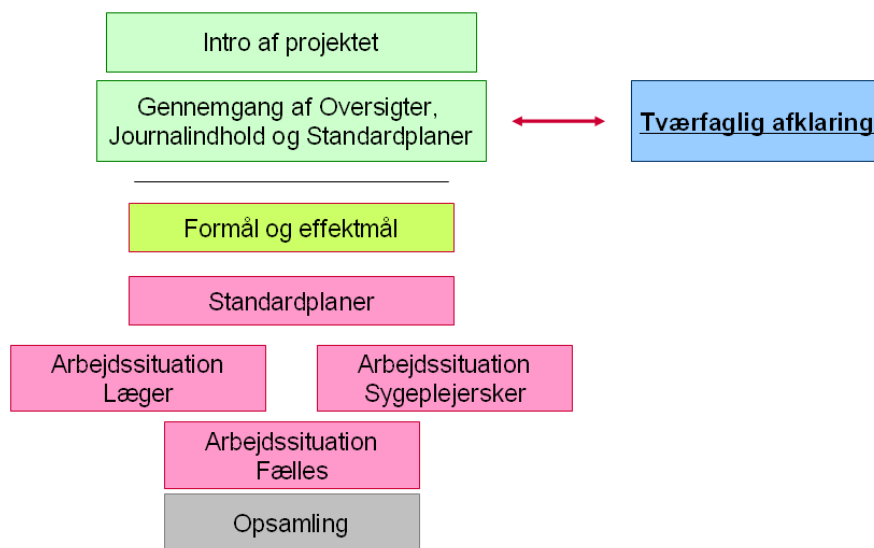 Intro af projektet
Gennemgang af Oversigter,
Journalindhold og Standardplaner
Tværfaglig afklaring
Formål og effektmål
Standardplaner
Arbejdssituation
Læger
Arbejdssituation
Sygeplejersker
Arbejdssituation
Fælles
Opsamling